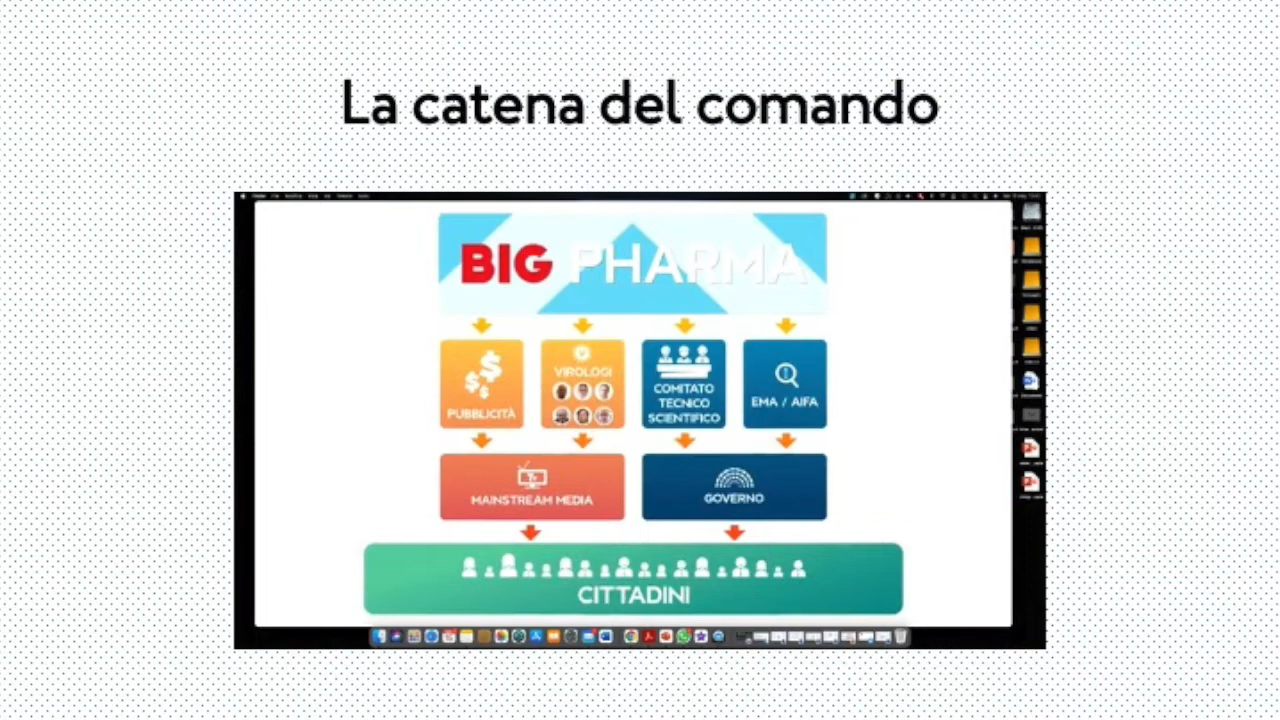 La catena del comando
BIG PHARMA
PUBBLICITÀ
VIROLOGI
COMITATO
TECNICO
SCIENTIFICO
EMA / AIFA
MAINSTREAM MEDIA
GOVERNO
CITTADINI